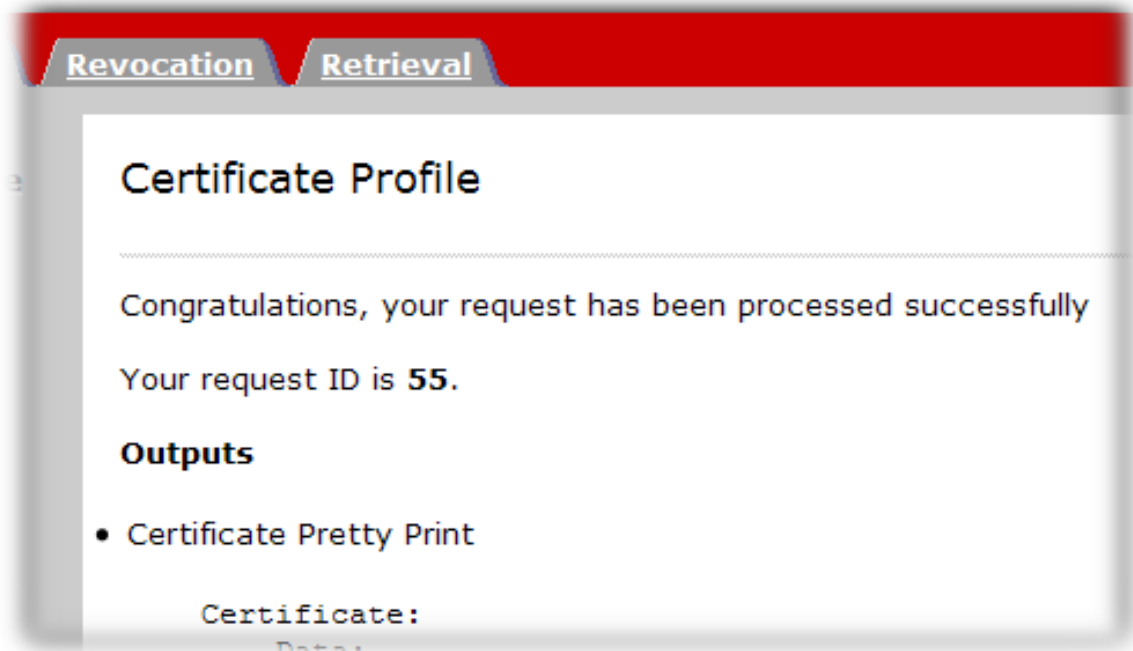 Revocation Retrieval
Certificate Profile
Congratulations, your request has been processed successfully
Your request ID is 55.
Outputs
• Certificate Pretty Print
Certificate:
Data: